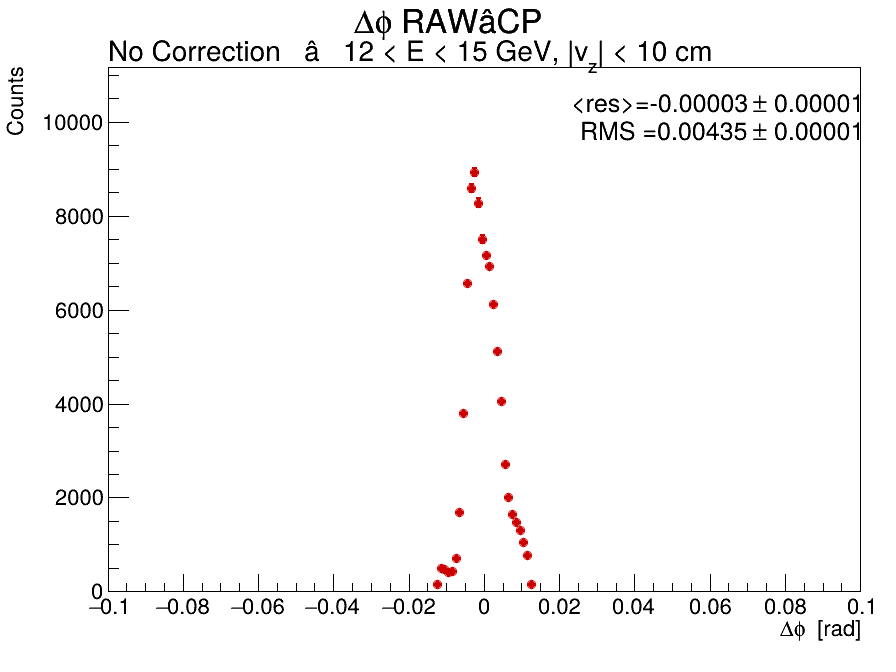 Δϕ RAWâCP
No Correction â 12 < E < 15 GeV, |v_z| < 10 cm
Counts
<res>=-0.00003 ± 0.00001
RMS =0.00435 ± 0.00001
10000
8000
6000
4000
2000
0
−0.1 −0.08 −0.06 −0.04 −0.02 0 0.02 0.04 0.06 0.08 0.1
Δϕ [rad]